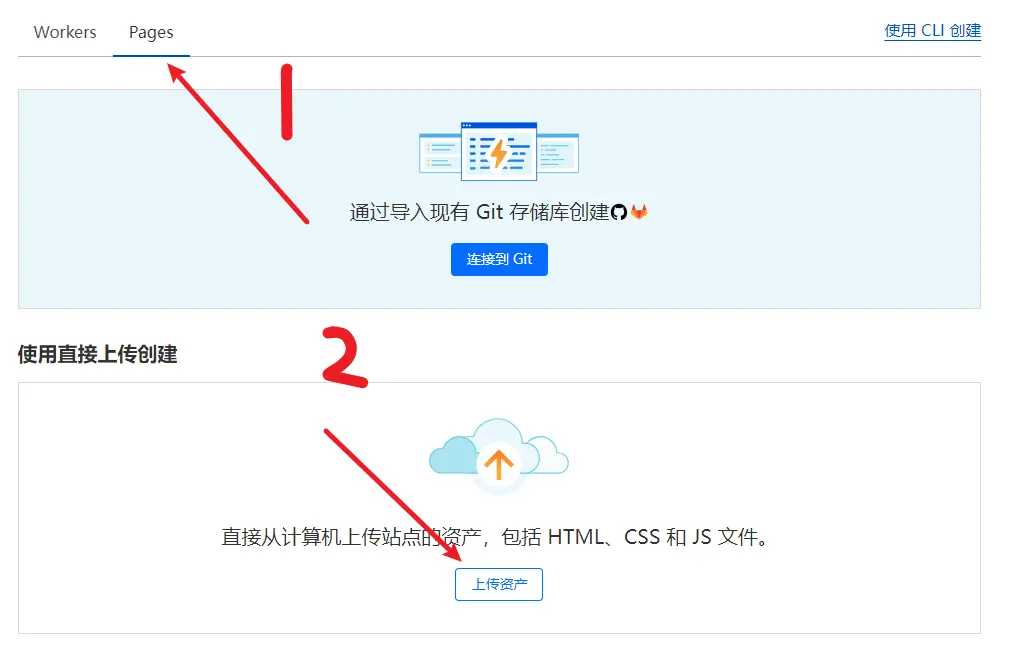 Workers Pages 使用 CLI 创建
1
通过导入现有 Git 存储库创建
连接到 Git
2
使用直接上传创建
直接从计算机上传站点的资产，包括 HTML、CSS 和 JS 文件。
上传资产